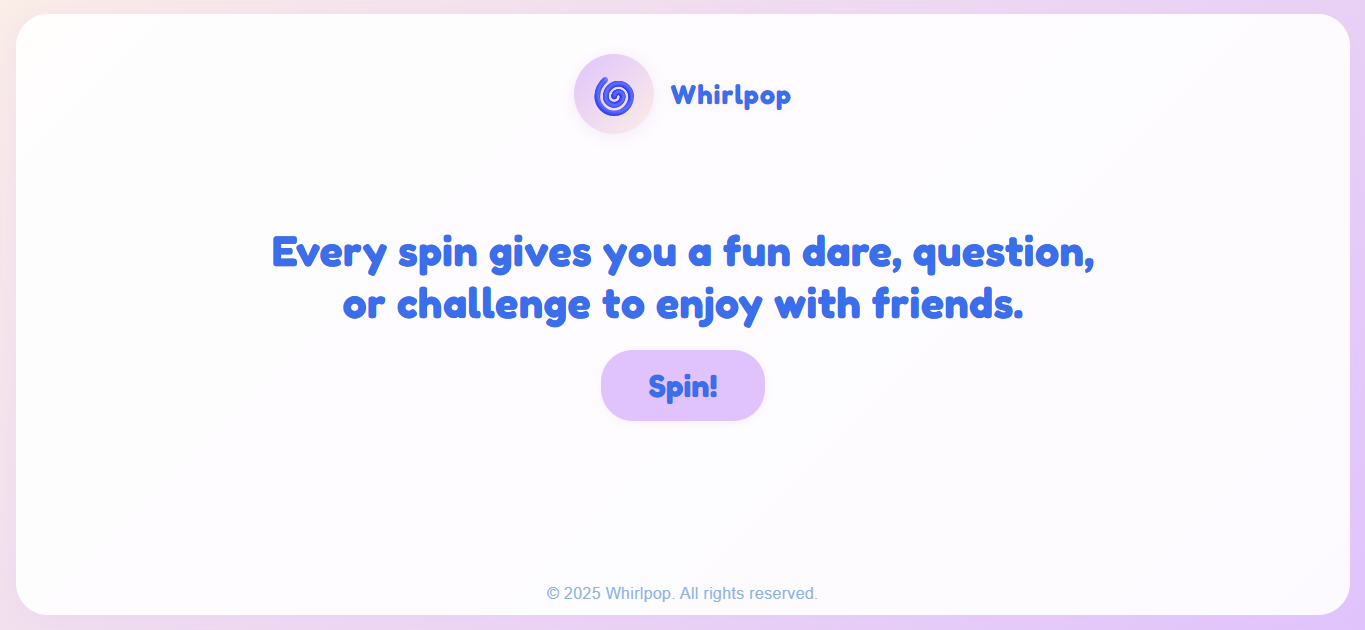 Whirlpop
Every spin gives you a fun dare, question,
or challenge to enjoy with friends.
Spin!
© 2025 Whirlpop. All rights reserved.